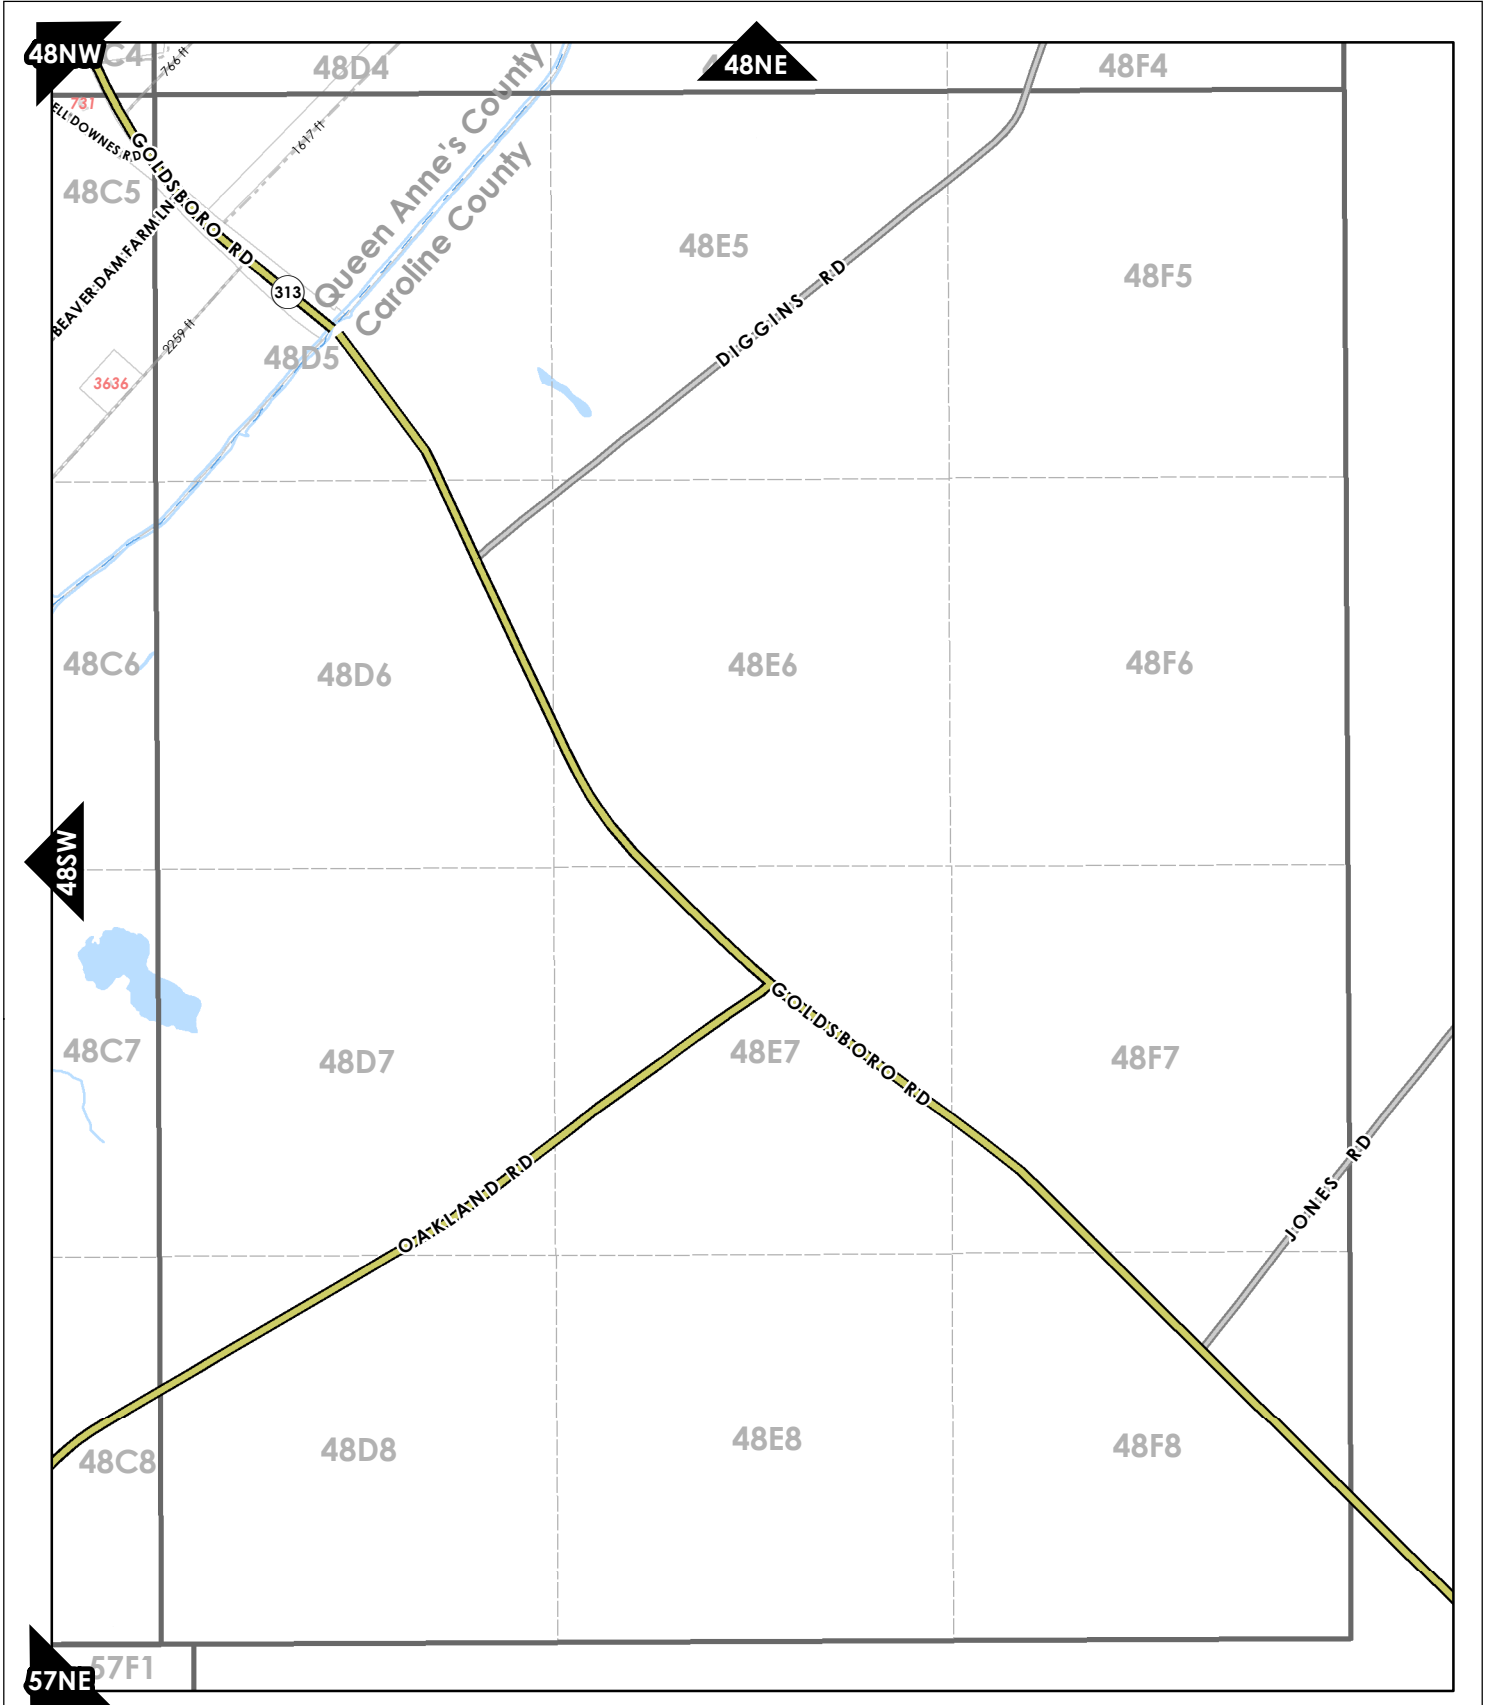 48NW
C4
766 ft
48D4
48NE
48F4
731
ELL DOWNES RD
GOLDSBORO RD
1617 ft
Queen Anne's County
Caroline County
48C5
BEAVER DAM FARM LN
313
48E5
48F5
DIGGINS RD
2259 ft
48D5
3636
48C6
48D6
48E6
48F6
48SW
GOLDSBORO RD
48C7
48D7
48E7
48F7
JONES RD
OAKLAND RD
48C8
48D8
48E8
48F8
57F1
57NE